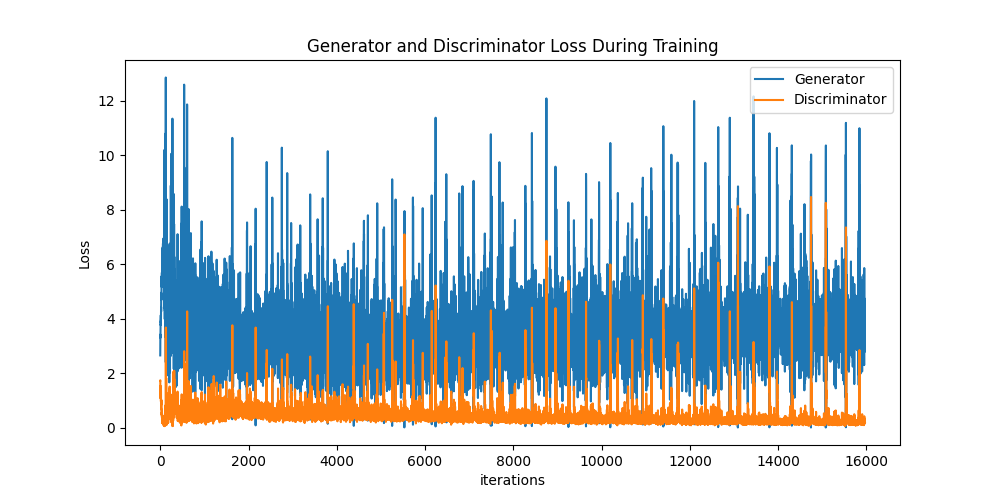 Generator and Discriminator Loss During Training
Generator
Discriminator
12
10
8
6
4
2
0
Loss
0 2000 4000 6000 8000 10000 12000 14000 16000
iterations